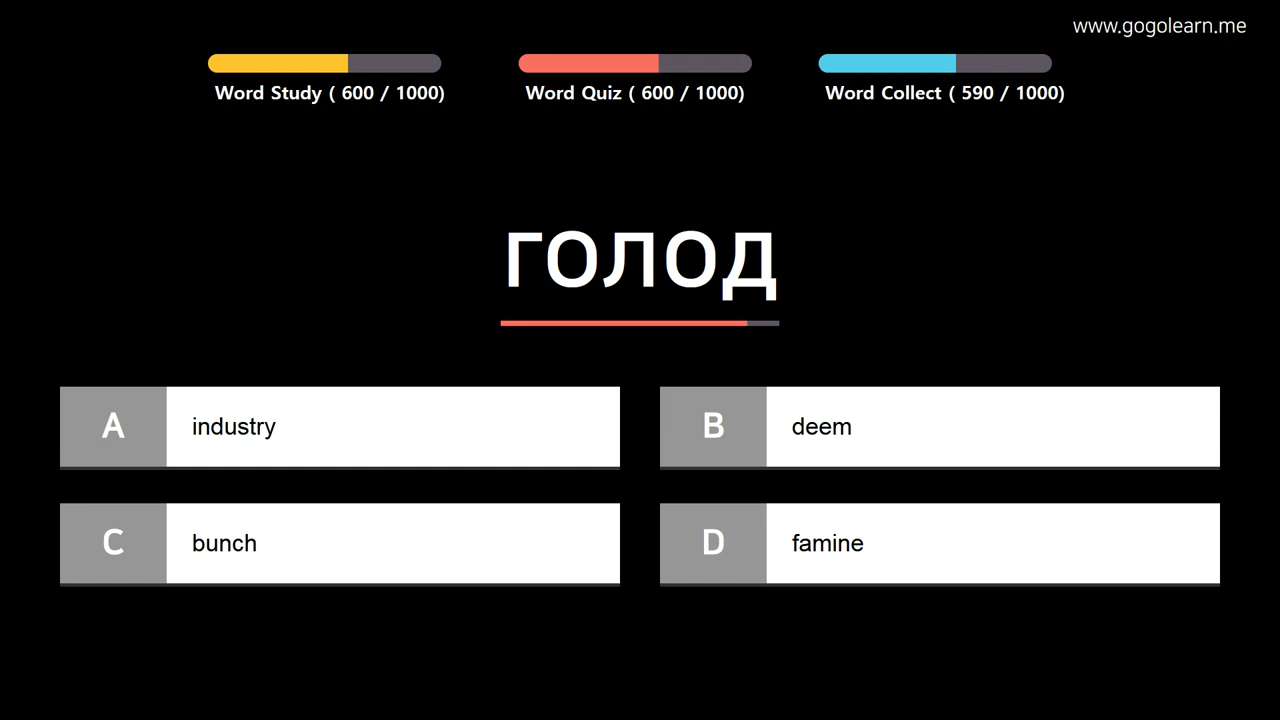 www.gogolearn.me
Word Study ( 600 / 1000)
Word Quiz ( 600 / 1000)
Word Collect ( 590 / 1000)
голод
A industry
B deem
C bunch
D famine